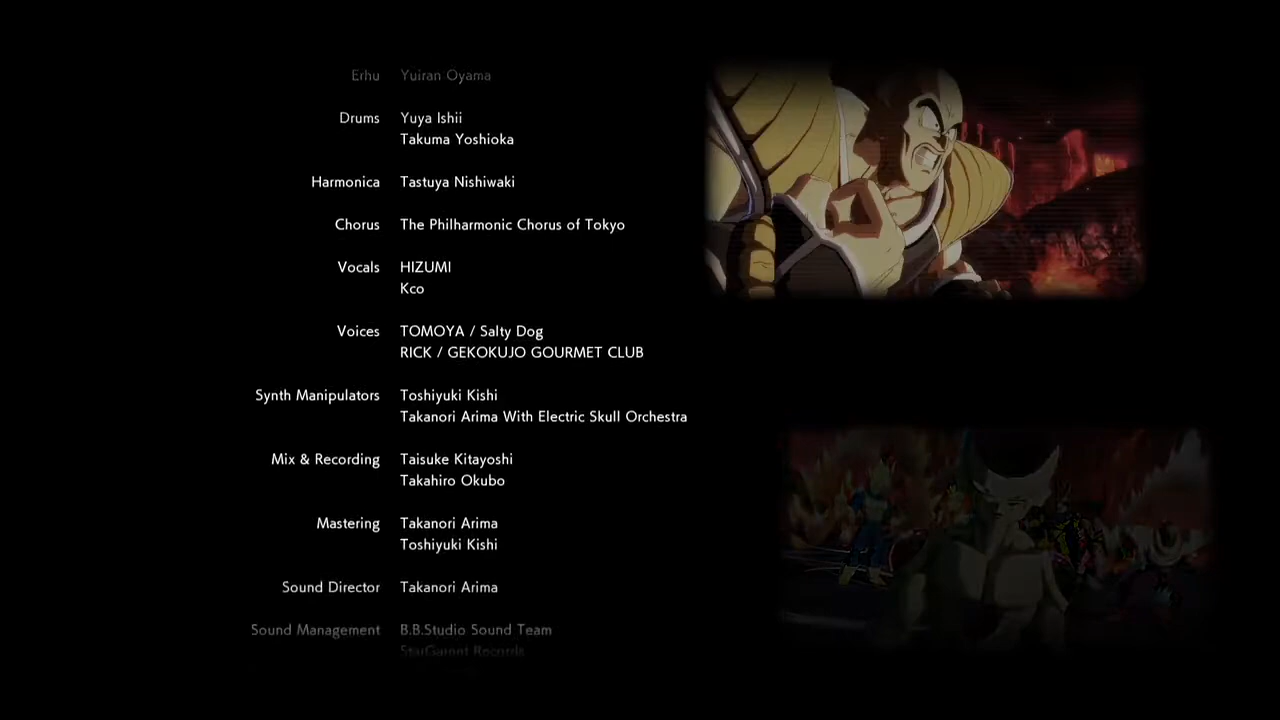 Erhu Yuiran Oyama
Drums Yuya Ishii
Takuma Yoshioka
Harmonica Tastuya Nishiwaki
Chorus The Philharmonic Chorus of Tokyo
Vocals HIZUMI
Kco
Voices TOMOYA / Salty Dog
RICK / GEKOKUJO GOURMET CLUB
Synth Manipulators Toshiyuki Kishi
Takanori Arima With Electric Skull Orchestra
Mix & Recording Taisuke Kitayoshi
Takahiro Okubo
Mastering Takanori Arima
Toshiyuki Kishi
Sound Director Takanori Arima
Sound Management B.B.Studio Sound Team
Records